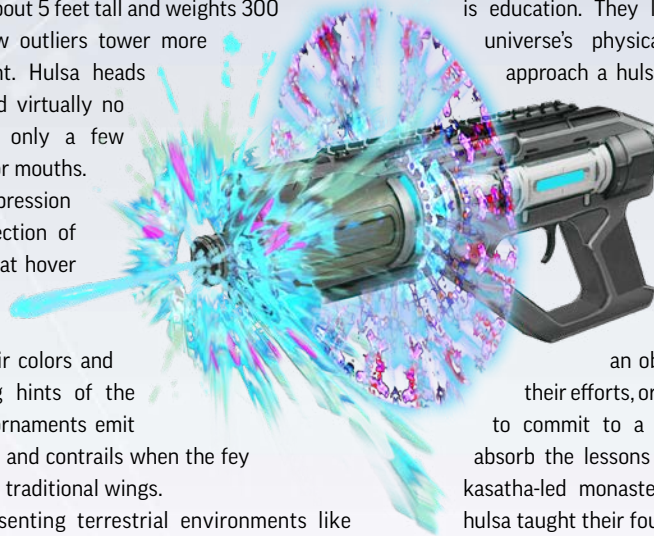 bout 5 feet tall and weights 300
w outliers tower more
nt. Hulsa heads
d virtually no
only a few
or mouths.
pression
ection of
at hover
ir colors and
g hints of the
ornaments emit
and contrails when the fey
traditional wings.
senting terrestrial environments like
is education. They h
universe's physica
approach a huls
an ob
their efforts, or
to commit to a
absorb the lessons
kasatha-led monaste
hulsa taught their fou